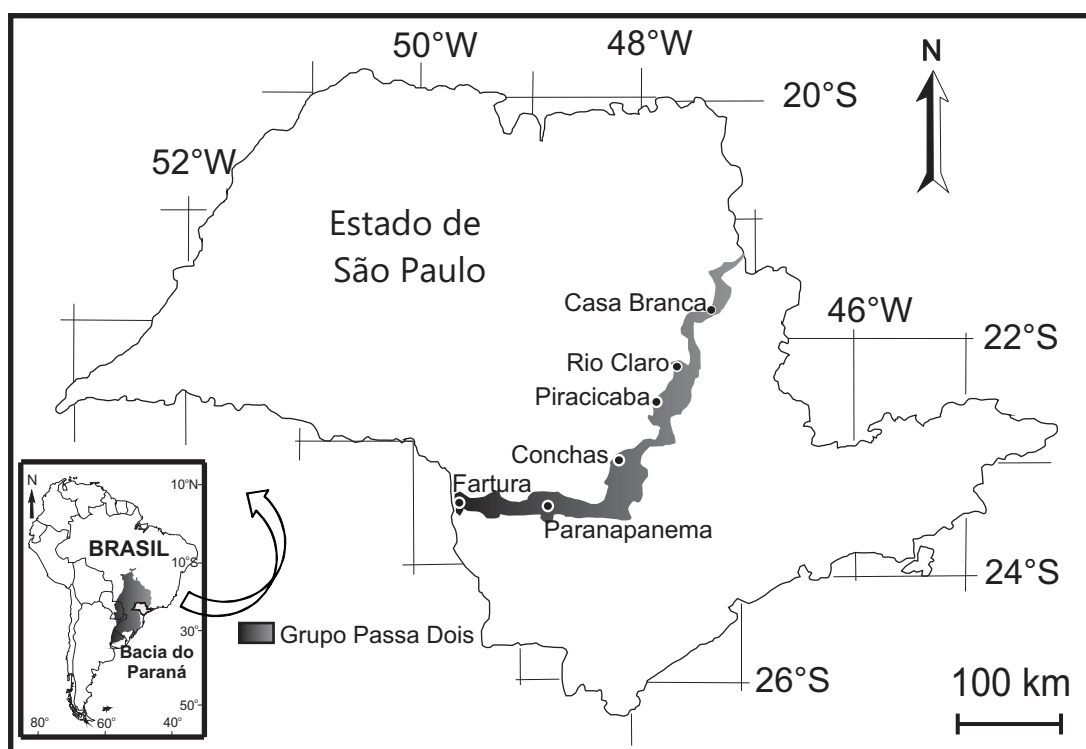 50°W
48°W
N
20°S
52°W
Estado de
São Paulo
Casa Branca
46°W
22°S
Rio Claro
Piracicaba
Conchas
Fartura
Paranapanema
N
10°N
BRASIL
10°S
24°S
30°
Grupo Passa Dois
Bacia do
Paraná
26°S
100 km
50°
80°
60°
40°